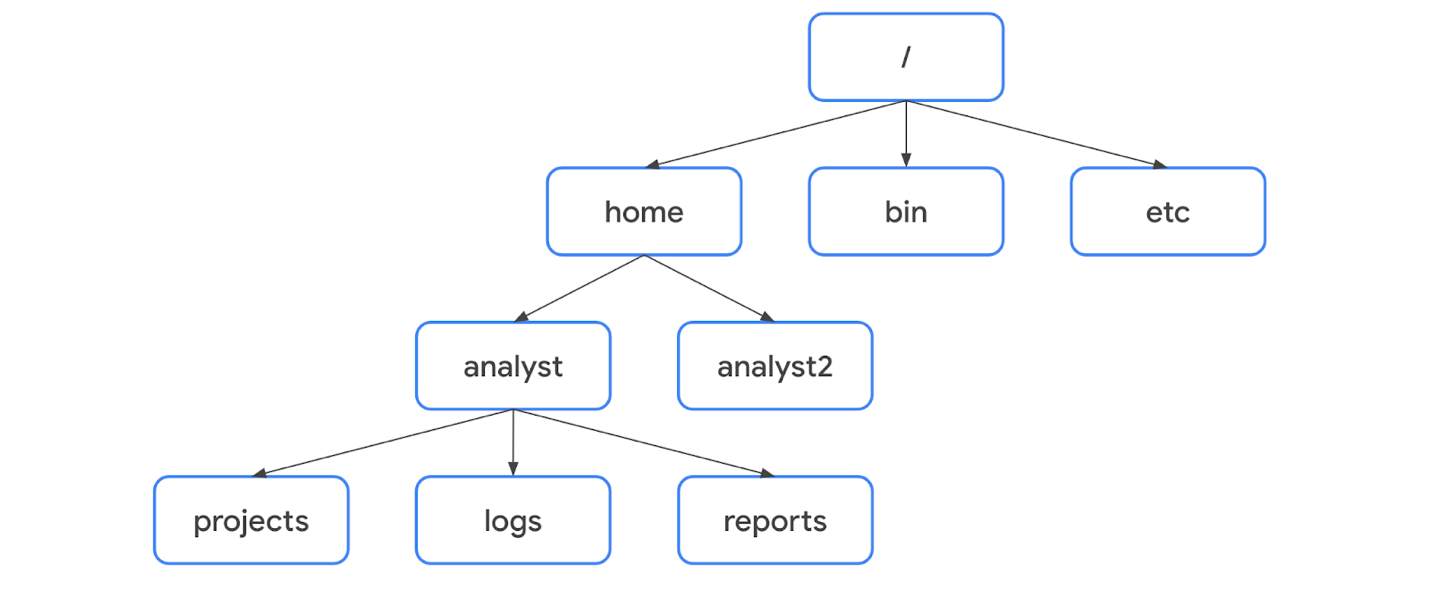 /
home
bin
etc
analyst
analyst2
projects
logs
reports